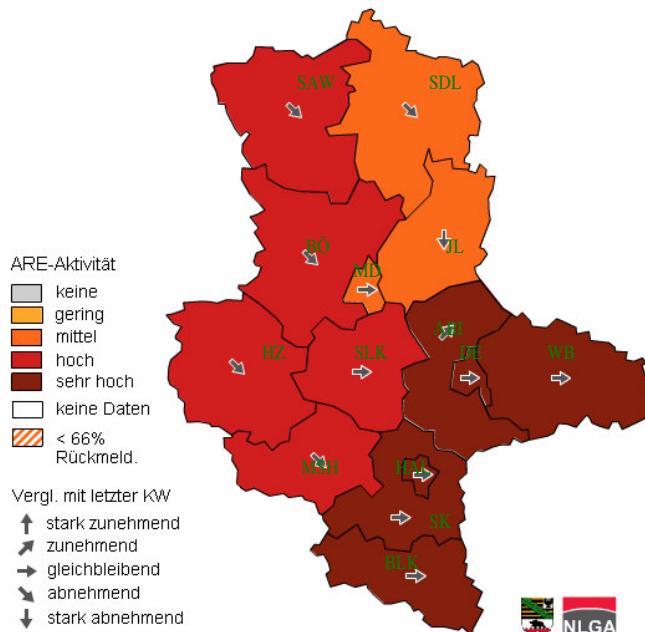 SAW
SDL
BÖ
JL
MD
ABI
HZ
SLK
DE
WB
MSH
HAL
SK
BLK
ARE-Aktivität
keine
gering
mittel
hoch
sehr hoch
keine Daten
< 66%
Rückmeld.
Vergl. mit letzter KW
stark zunehmend
zunehmend
gleichbleibend
abnehmend
stark abnehmend
NLGA